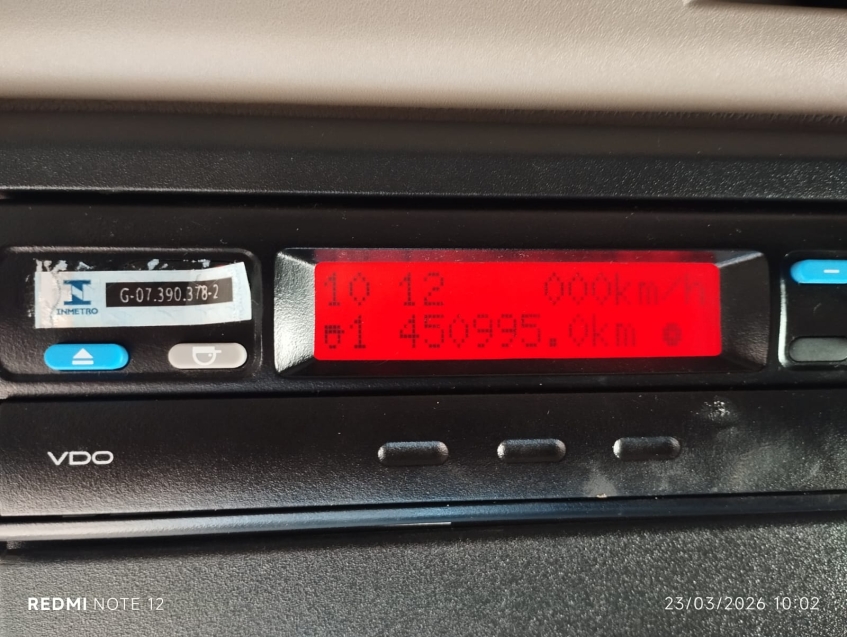 INMETRO
G-07.390.378-2
10 12 000km/h
1 450995.0km
VDO
REDMI NOTE 12
23/03/2026 10:02